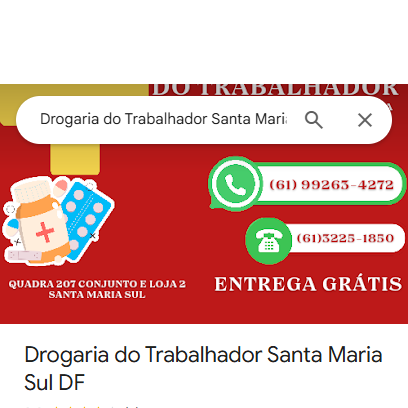 DO TRABALHADOR
Drogaria do Trabalhador Santa Maria
(61) 99263-4272
(61)3225-1850
QUADRA 207 CONJUNTO E LOJA 2
SANTA MARIA SUL
ENTREGA GRÁTIS
Drogaria do Trabalhador Santa Maria
Sul DF